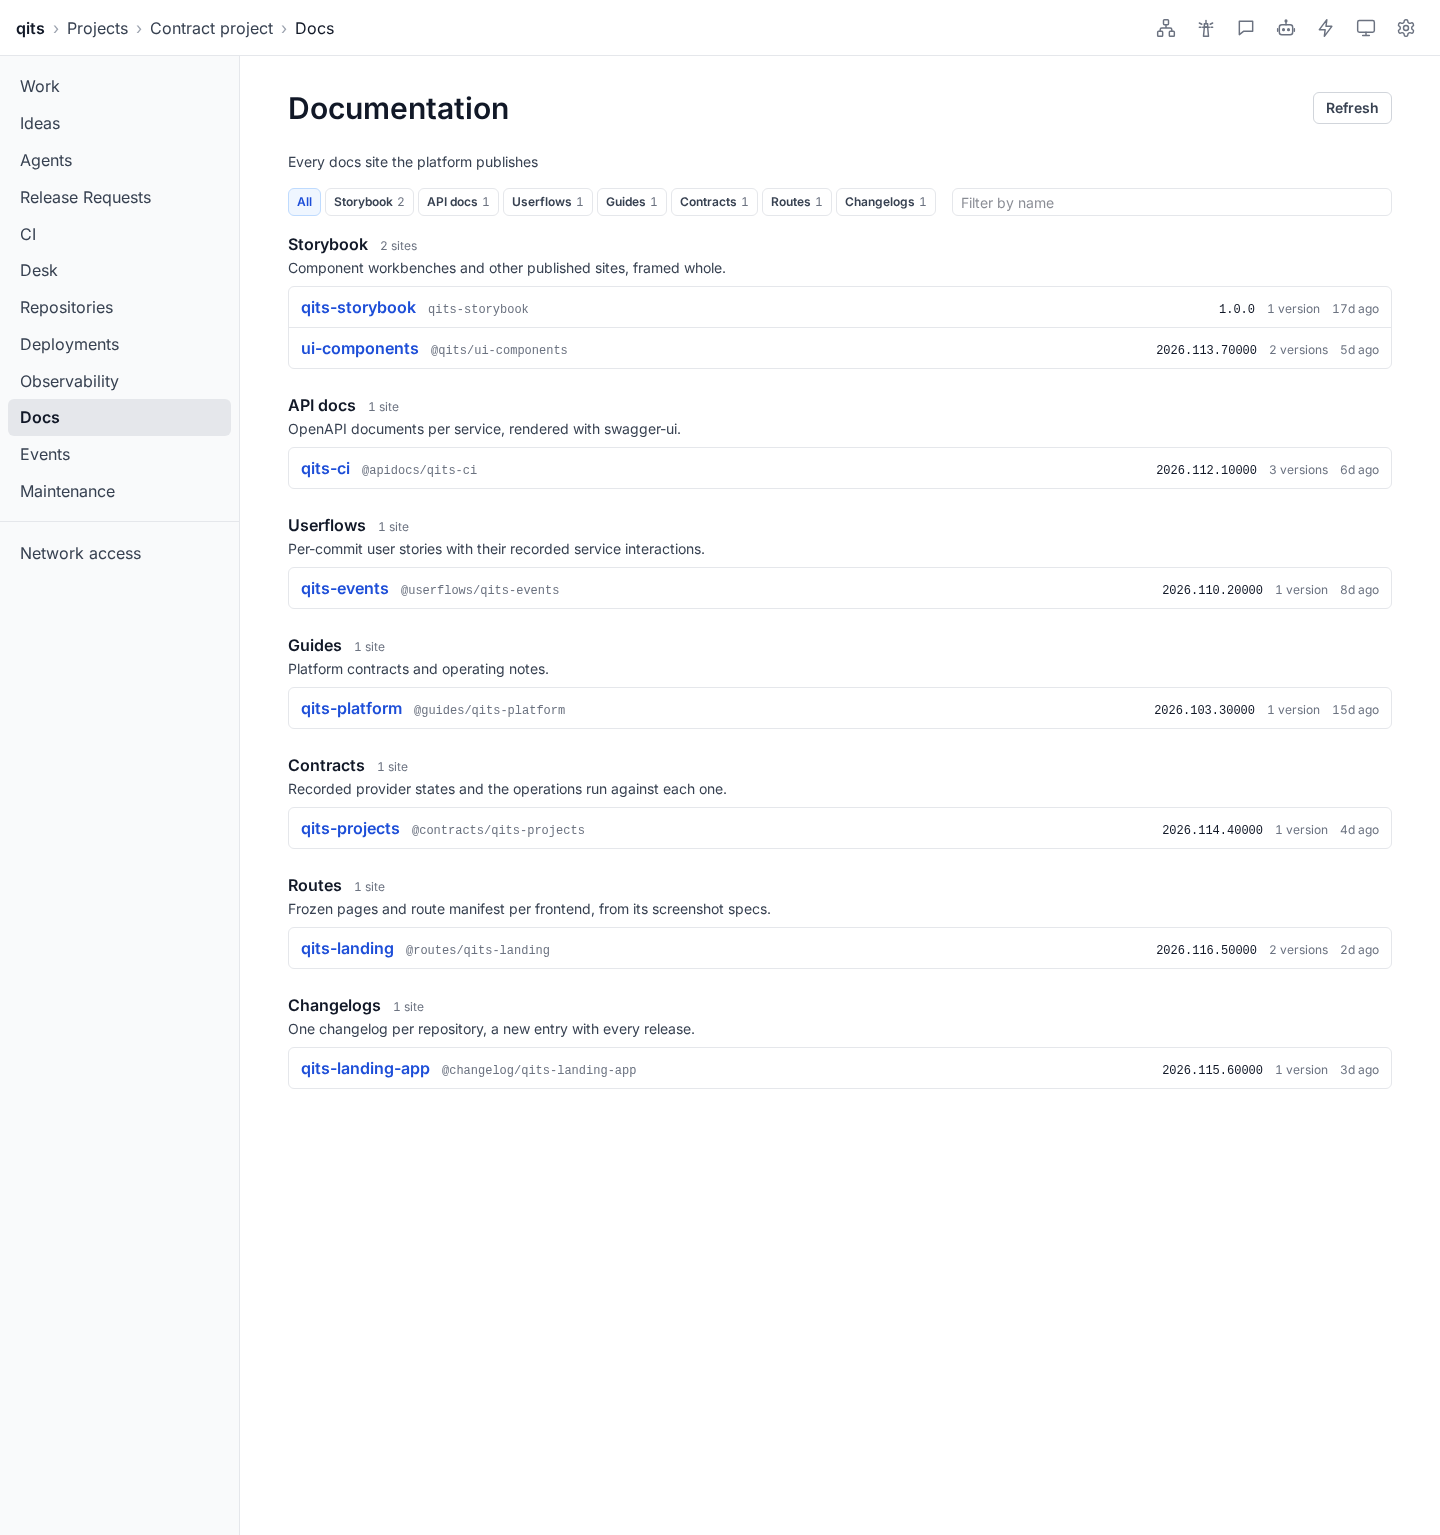 qits › Projects › Contract project › Docs
Work
Ideas
Agents
Release Requests
CI
Desk
Repositories
Deployments
Observability
Docs
Events
Maintenance
Network access
Documentation
Refresh
Every docs site the platform publishes
All Storybook 2 API docs 1 Userflows 1 Guides 1 Contracts 1 Routes 1 Changelogs 1 Filter by name
Storybook 2 sites
Component workbenches and other published sites, framed whole.
qits-storybook qits-storybook 1.0.0 1 version 17d ago
ui-components @qits/ui-components 2026.113.70000 2 versions 5d ago
API docs 1 site
OpenAPI documents per service, rendered with swagger-ui.
qits-ci @apidocs/qits-ci 2026.112.10000 3 versions 6d ago
Userflows 1 site
Per-commit user stories with their recorded service interactions.
qits-events @userflows/qits-events 2026.110.20000 1 version 8d ago
Guides 1 site
Platform contracts and operating notes.
qits-platform @guides/qits-platform 2026.103.30000 1 version 15d ago
Contracts 1 site
Recorded provider states and the operations run against each one.
qits-projects @contracts/qits-projects 2026.114.40000 1 version 4d ago
Routes 1 site
Frozen pages and route manifest per frontend, from its screenshot specs.
qits-landing @routes/qits-landing 2026.116.50000 2 versions 2d ago
Changelogs 1 site
One changelog per repository, a new entry with every release.
qits-landing-app @changelog/qits-landing-app 2026.115.60000 1 version 3d ago